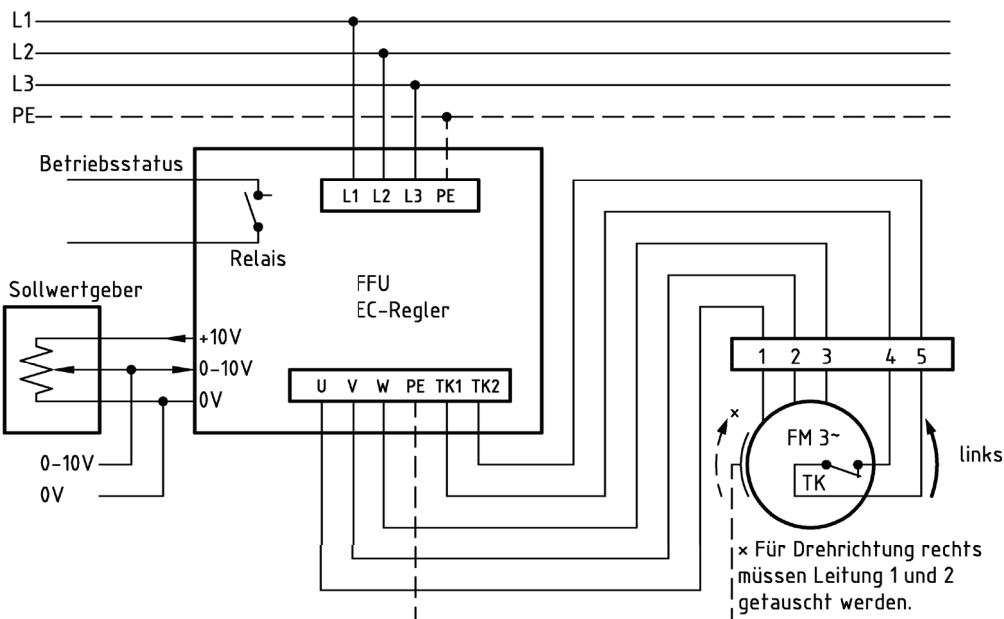 L1
L2
L3
PE
Betriebsstatus
L1 L2 L3 PE
Relais
FFU
EC-Regler
Sollwertgeber
+10V
0-10V
0V
U V W PE TK1 TK2
0-10V
0V
1 2 3 4 5
×
FM 3~
TK
links
× Für Drehrichtung rechts
müssen Leitung 1 und 2
getauscht werden.